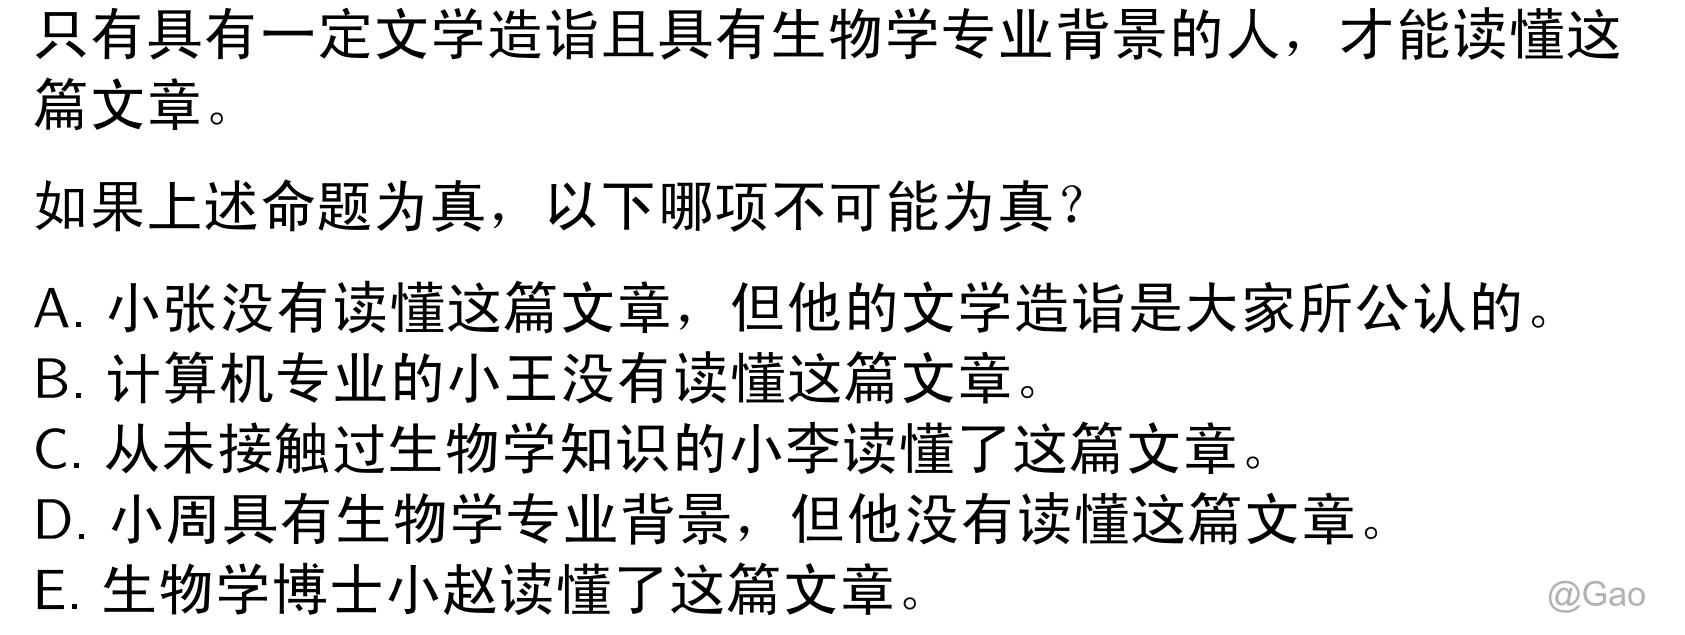 只有具有一定文学造诣且具有生物学专业背景的人，才能读懂这
篇文章。
如果上述命题为真，以下哪项不可能为真？
A. 小张没有读懂这篇文章，但他的文学造诣是大家所公认的。
B. 计算机专业的小王没有读懂这篇文章。
C. 从未接触过生物学知识的小李读懂了这篇文章。
D. 小周具有生物学专业背景，但他没有读懂这篇文章。
E. 生物学博士小赵读懂了这篇文章。
@Gao